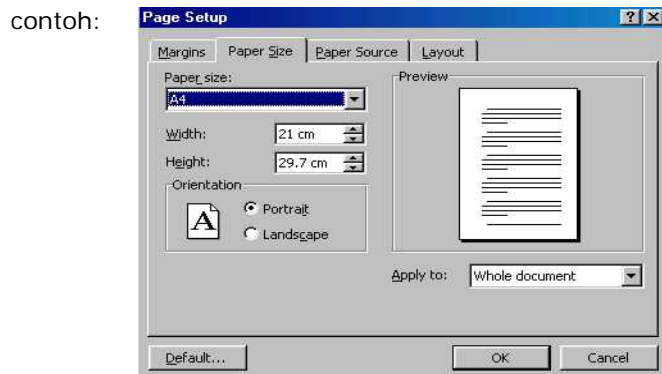 contoh:
Page Setup
Margins Paper Size Paper Source Layout
Paper size:
A4
Width: 21 cm
Height: 29.7 cm
Orientation
A
Portrait
Landscape
Preview
Apply to: Whole document
Default... OK Cancel